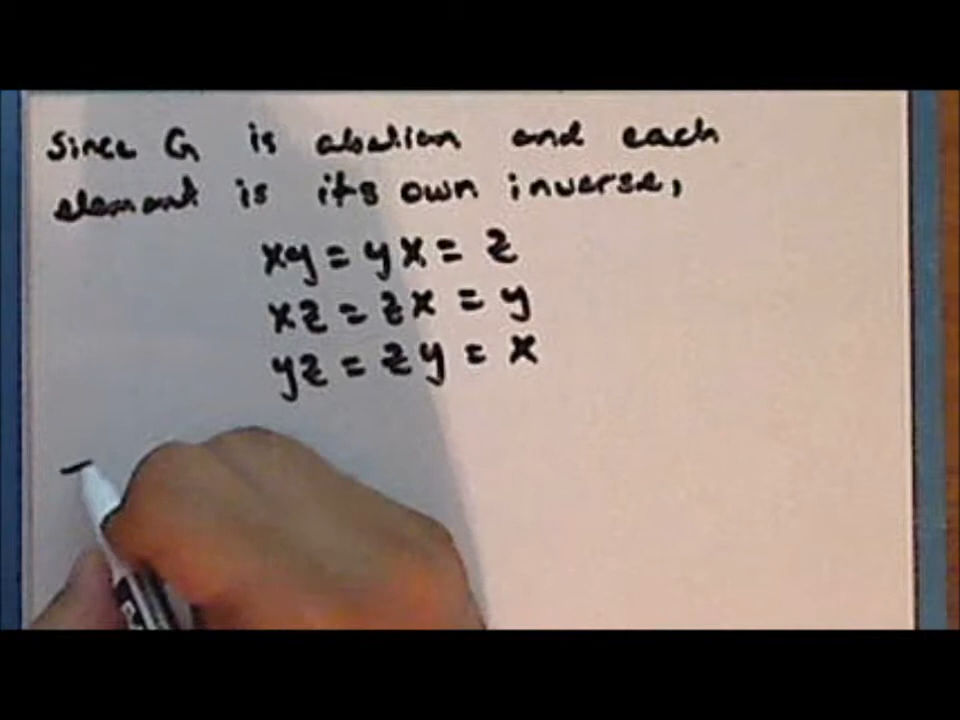 Since G is abelian and each
element is its own inverse,
xy = yx = z
xz = zx = y
yz = zy = x